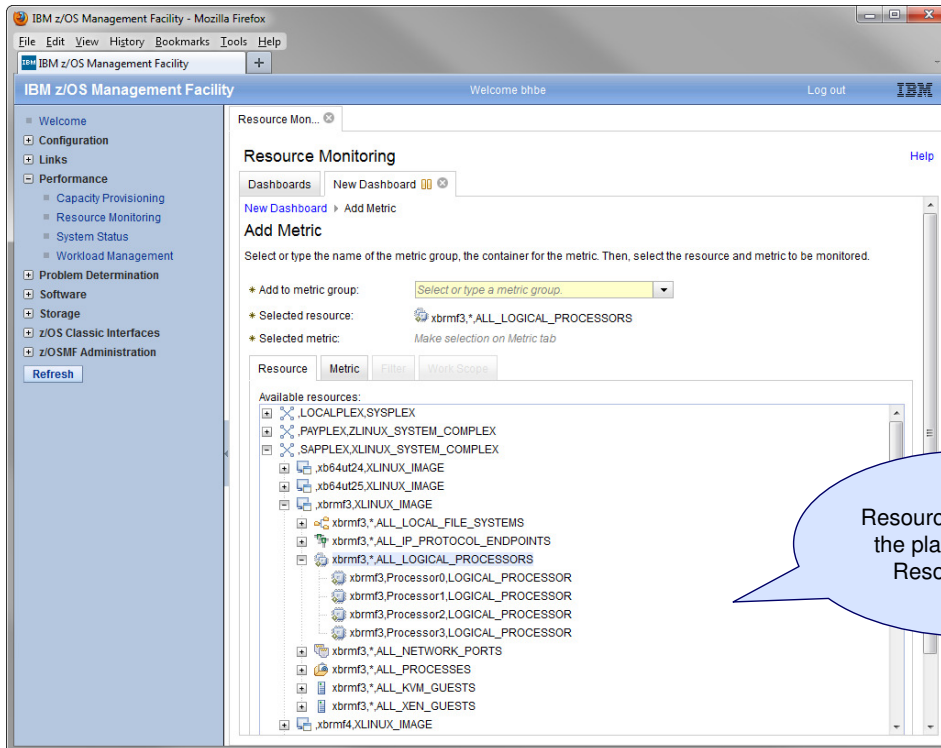 IBM z/OS Management Facility - Mozilla Firefox
File Edit View History Bookmarks Tools Help
IBM IBM z/OS Management Facility +
IBM z/OS Management Facility Welcome bhbe Log out IBM
Welcome
Configuration
Links
Performance
Capacity Provisioning
Resource Monitoring
System Status
Workload Management
Problem Determination
Software
Storage
z/OS Classic Interfaces
z/OSMF Administration
Refresh
Resource Mon...
Resource Monitoring Help
Dashboards New Dashboard
New Dashboard Add Metric
Add Metric
Select or type the name of the metric group, the container for the metric. Then, select the resource and metric to be monitored.
* Add to metric group: Select or type a metric group.
* Selected resource: xbrmf3,*,ALL_LOGICAL_PROCESSORS
* Selected metric: Make selection on Metric tab
Resource Metric Filter Work Scope
Available resources:
,LOCALPLEX,SYSPLEX
,PAYPLEX,ZLINUX_SYSTEM_COMPLEX
,SAPPLEX,XLINUX_SYSTEM_COMPLEX
,xb64ut24,XLINUX_IMAGE
,xb64ut25,XLINUX_IMAGE
,xbrmf3,XLINUX_IMAGE
xbrmf3,*,ALL_LOCAL_FILE_SYSTEMS
xbrmf3,*,ALL_IP_PROTOCOL_ENDPOINTS
xbrmf3,*,ALL_LOGICAL_PROCESSORS
xbrmf3,Processor0,LOGICAL_PROCESSOR
xbrmf3,Processor1,LOGICAL_PROCESSOR
xbrmf3,Processor2,LOGICAL_PROCESSOR
xbrmf3,Processor3,LOGICAL_PROCESSOR
xbrmf3,*,ALL_NETWORK_PORTS
xbrmf3,*,ALL_PROCESSES
xbrmf3,*,ALL_KVM_GUESTS
xbrmf3,*,ALL_XEN_GUESTS
,xbrmf4,XLINUX_IMAGE
Resourc
the pla
Reso